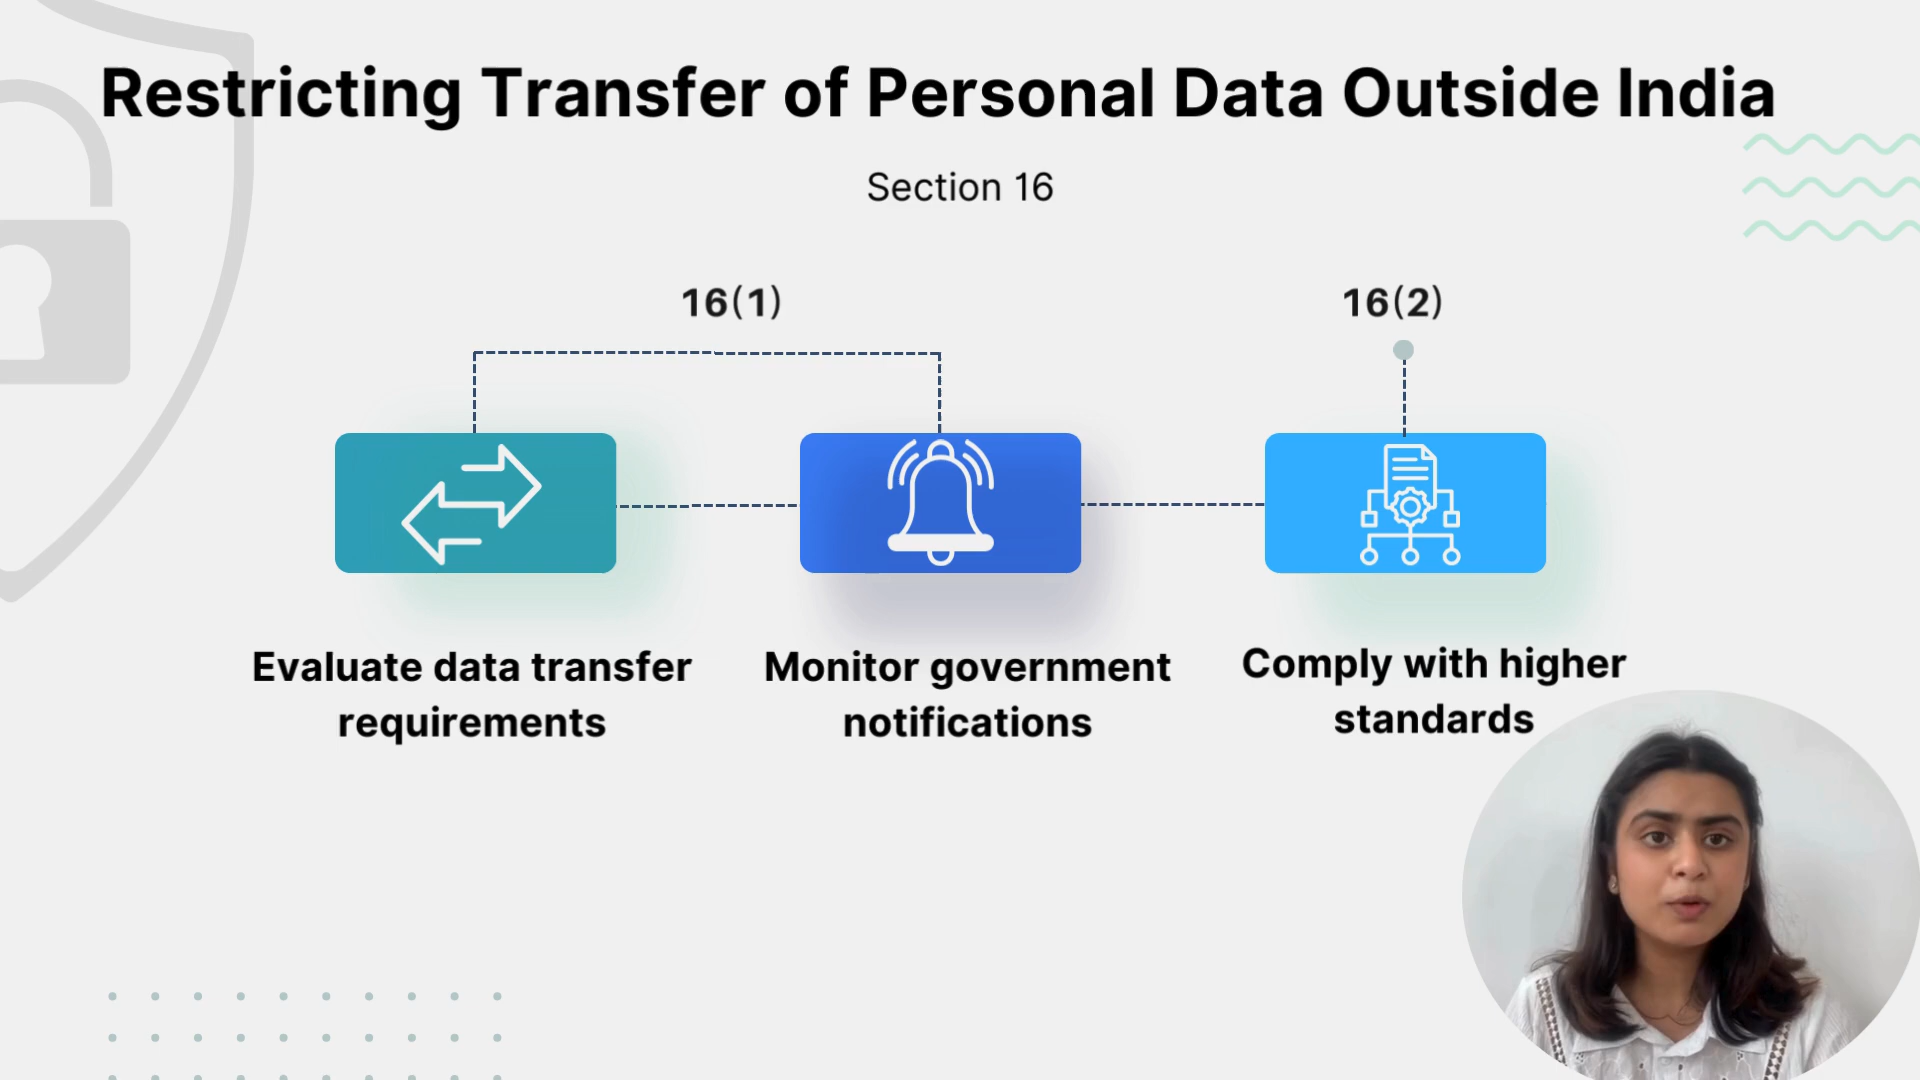 Restricting Transfer of Personal Data Outside India
Section 16
16(1)
16(2)
Evaluate data transfer
requirements
Monitor government
notifications
Comply with higher
standards